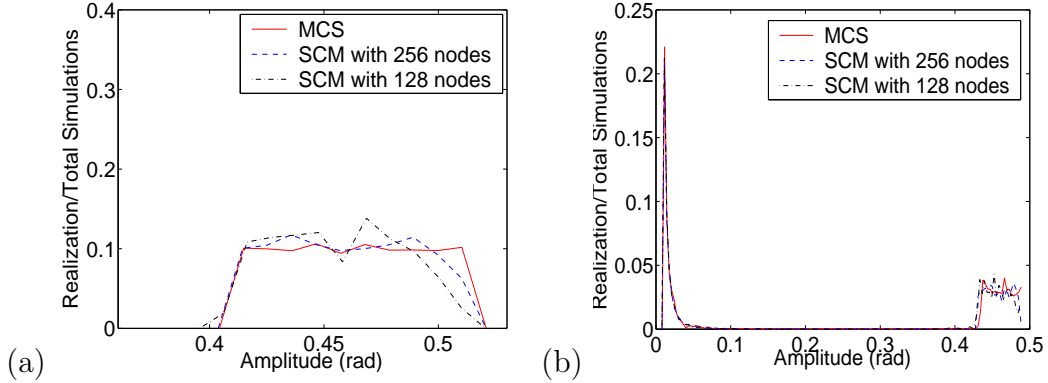 0.4
0.3
0.2
0.1
0
Realization/Total Simulations
MCS
SCM with 256 nodes
SCM with 128 nodes
0.4
0.45
0.5
Amplitude (rad)
(a)
0.25
0.2
0.15
0.1
0.05
0
Realization/Total Simulations
MCS
SCM with 256 nodes
SCM with 128 nodes
0
0.1
0.2
0.3
0.4
0.5
Amplitude (rad)
(b)